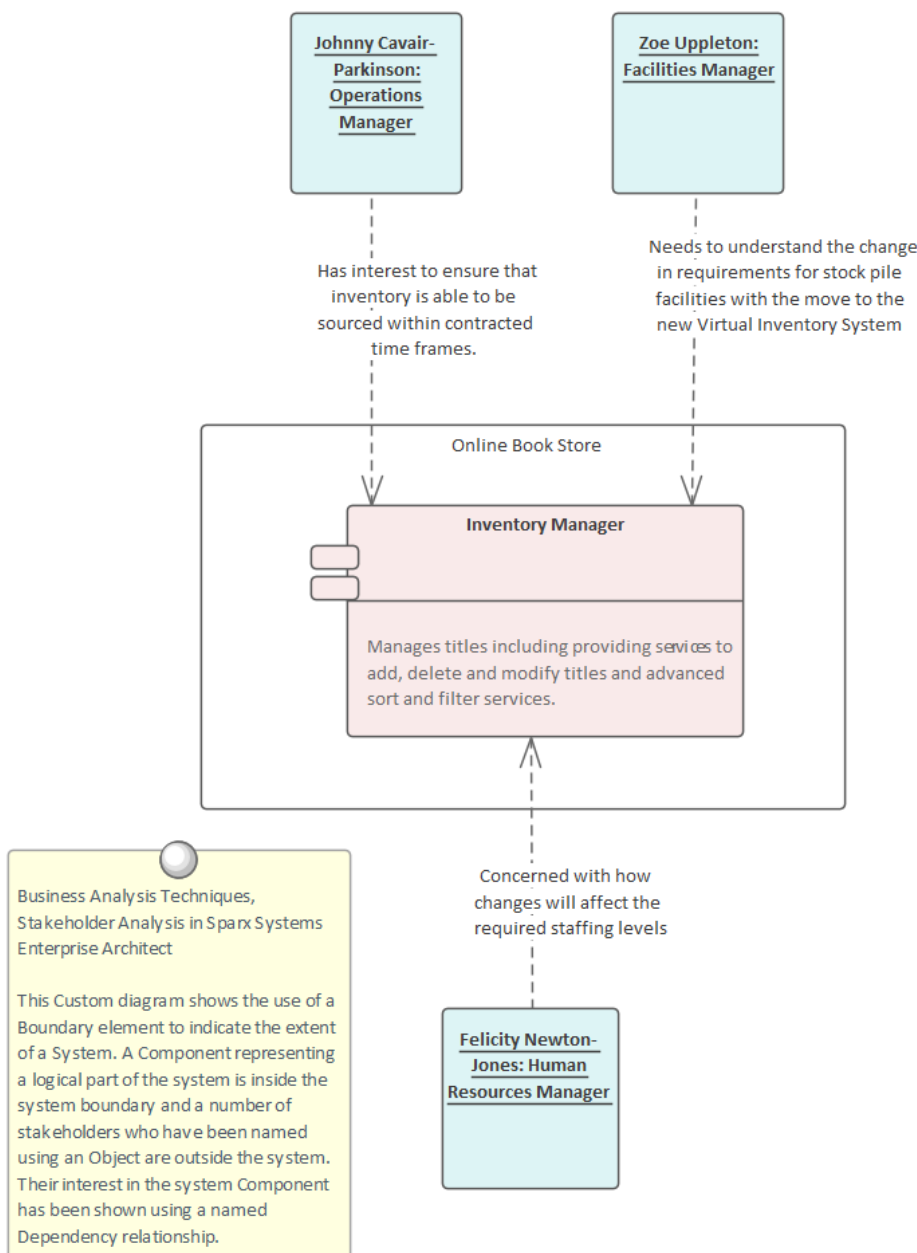 Johnny Cavair-
Parkinson:
Operations
Manager
Zoe Uppleton:
Facilities Manager
Has interest to ensure that
inventory is able to be
sourced within contracted
time frames.
Needs to understand the change
in requirements for stock pile
facilities with the move to the
new Virtual Inventory System
Online Book Store
Inventory Manager
Manages titles including providing services to
add, delete and modify titles and advanced
sort and filter services.
Concerned with how
changes will affect the
required staffing levels
Felicity Newton-
Jones: Human
Resources Manager
Business Analysis Techniques,
Stakeholder Analysis in Sparx Systems
Enterprise Architect
This Custom diagram shows the use of a
Boundary element to indicate the extent
of a System. A Component representing
a logical part of the system is inside the
system boundary and a number of
stakeholders who have been named
using an Object are outside the system.
Their interest in the system Component
has been shown using a named
Dependency relationship.